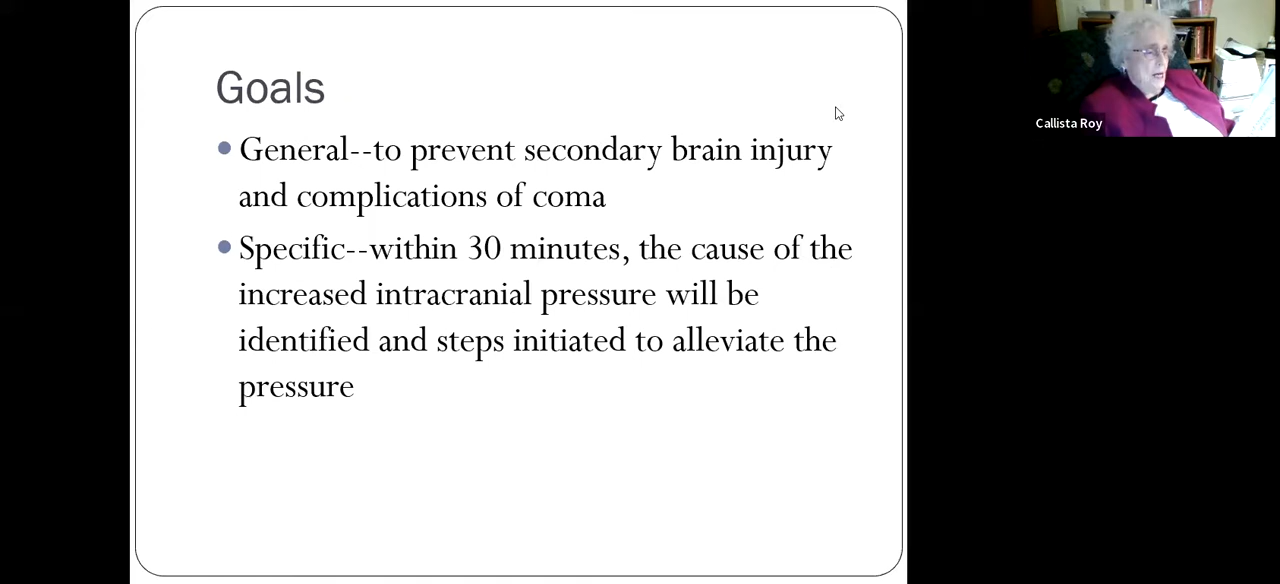 Goals
General--to prevent secondary brain injury
and complications of coma
Specific--within 30 minutes, the cause of the
increased intracranial pressure will be
identified and steps initiated to alleviate the
pressure
Callista Roy